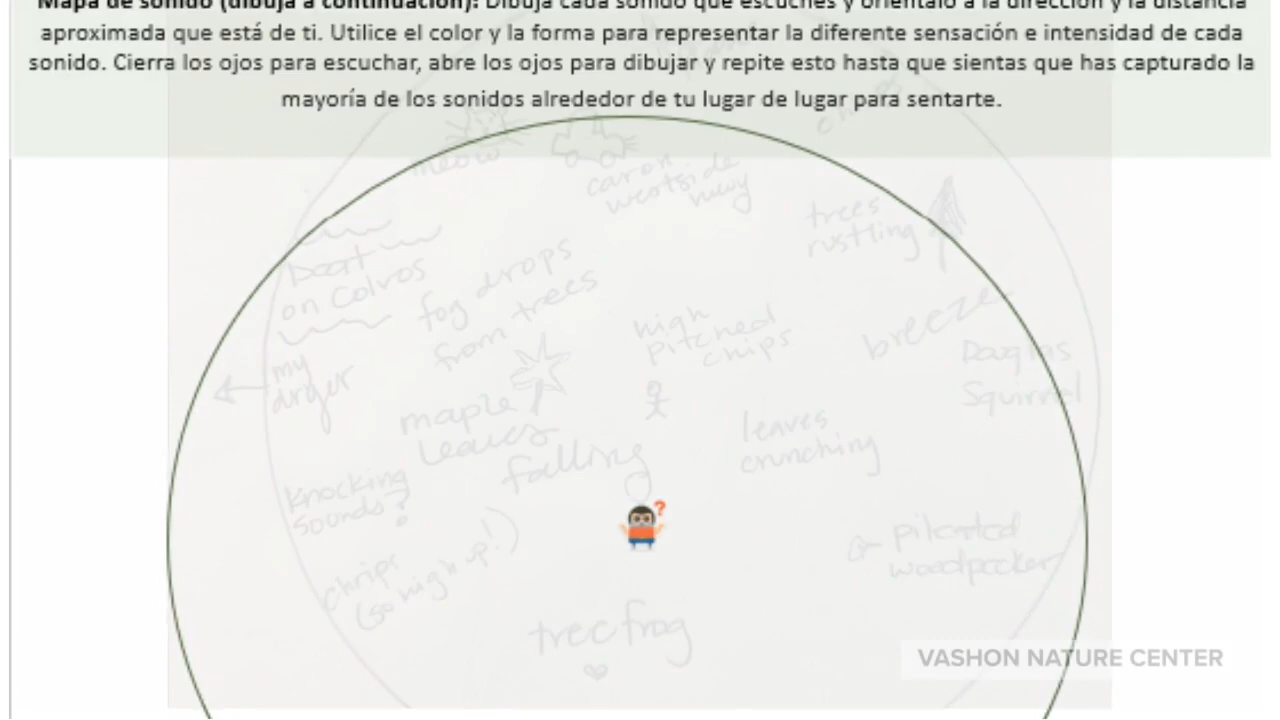 Mapa de sonido (dibuja a continuación): Dibuja cada sonido que escuches y oriéntalo a la dirección y la distancia
aproximada que está de ti. Utilice el color y la forma para representar la diferente sensación e intensidad de cada
sonido. Cierra los ojos para escuchar, abre los ojos para dibujar y repite esto hasta que sientas que has capturado la
mayoría de los sonidos alrededor de tu lugar de lugar para sentarte.
meow
car on
westside
hwy
trees
rustling
on Colvos
fog drops
from trees
high
pitched
chips
breeze
Douglas
Squirrel
my
dryer
maple
leaves
falling
leaves
crunching
knocking
sounds?
chrips
(so high up!)
pileated
woodpecker
tree frog
?
VASHON NATURE CENTER